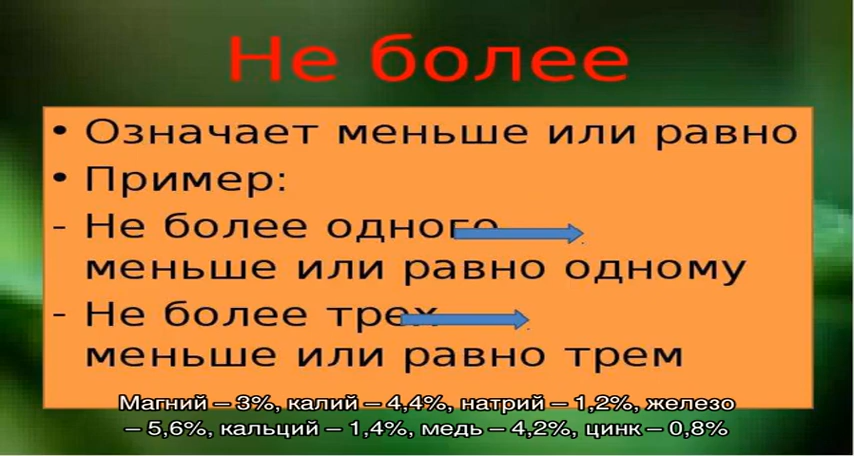 Не более
• Означает меньше или равно
• Пример:
- Не более одного
меньше или равно одному
- Не более трех
меньше или равно трем
Магний – 3%, калий – 4,4%, натрий – 1,2%, железо
– 5,6%, кальций – 1,4%, медь – 4,2%, цинк – 0,8%